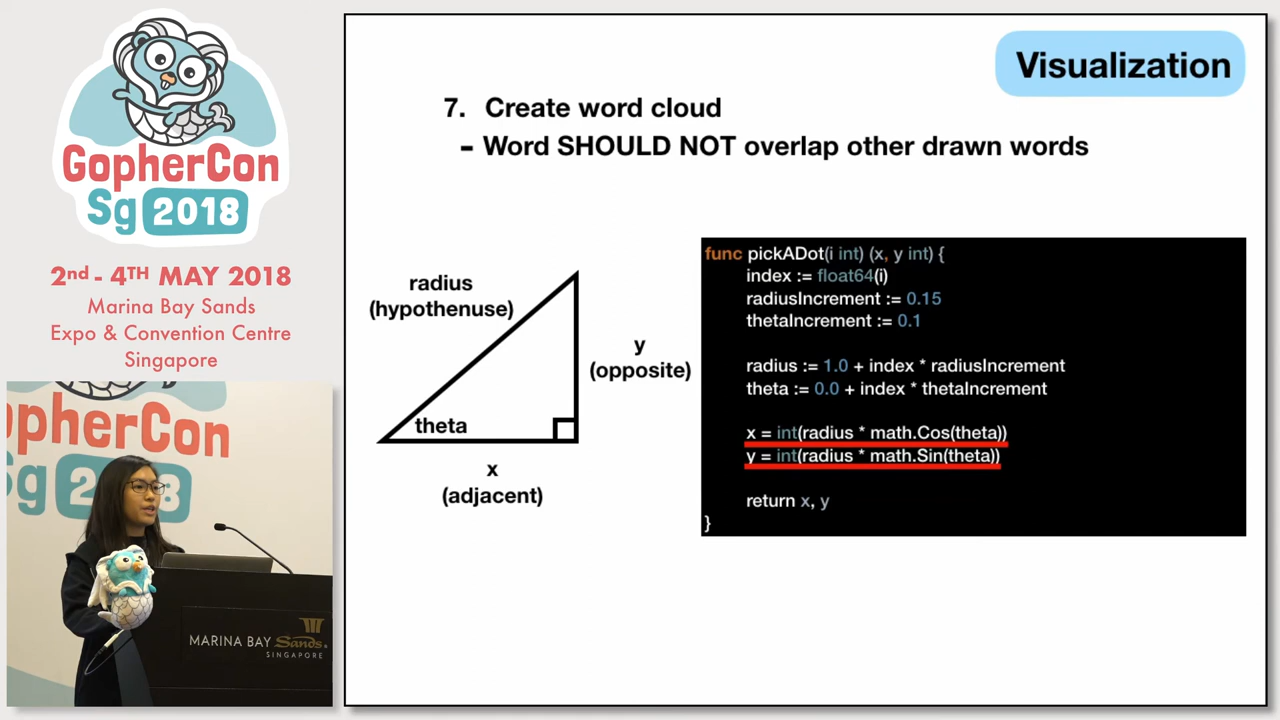 GopherCon
Sg 2018
2nd - 4TH MAY 2018
Marina Bay Sands
Expo & Convention Centre
Singapore
opherCon
g 2018
MARINA BAY Sands
SINGAPORE
Visualization
7. Create word cloud
- Word SHOULD NOT overlap other drawn words
radius
(hypothenuse)
y
(opposite)
theta
x
(adjacent)
func pickADot(i int) (x, y int) {
index := float64(i)
radiusIncrement := 0.15
thetaIncrement := 0.1
radius := 1.0 + index * radiusIncrement
theta := 0.0 + index * thetaIncrement
x = int(radius * math.Cos(theta))
y = int(radius * math.Sin(theta))
return x, y
}